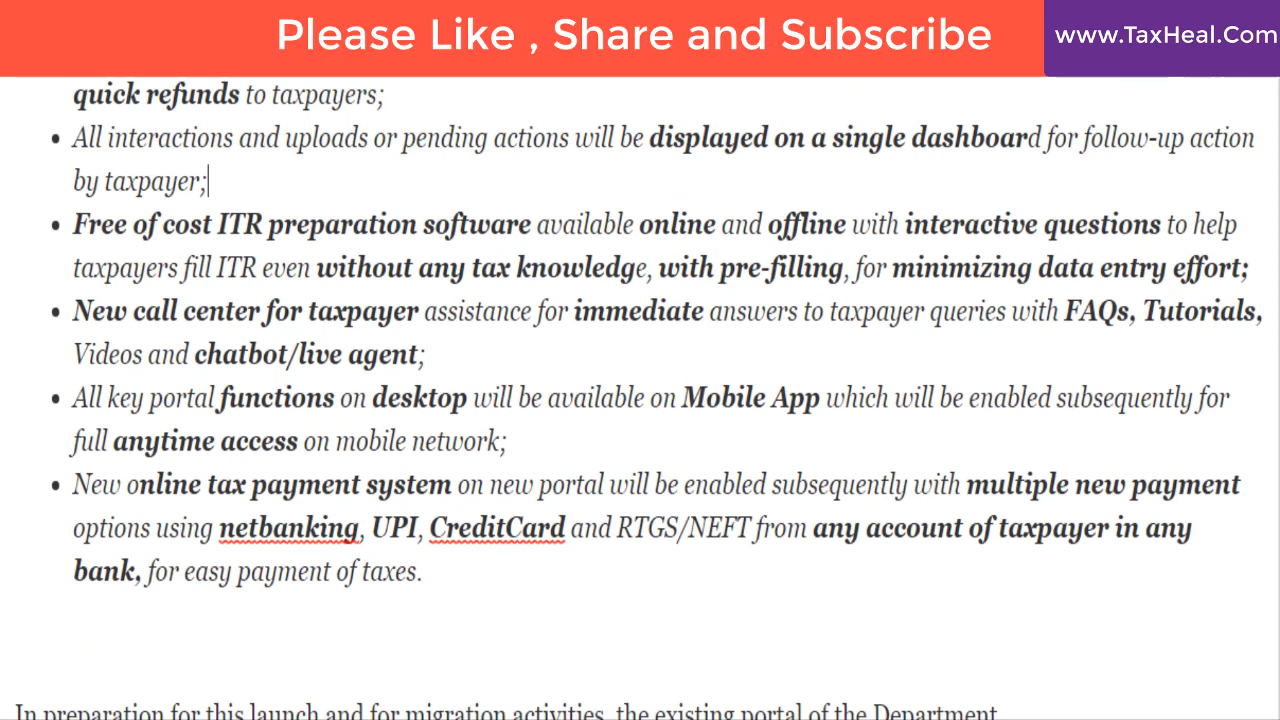 Please Like , Share and Subscribe
www.TaxHeal.Com
quick refunds to taxpayers;
• All interactions and uploads or pending actions will be displayed on a single dashboard for follow-up action
by taxpayer;
• Free of cost ITR preparation software available online and offline with interactive questions to help
taxpayers fill ITR even without any tax knowledge, with pre-filling, for minimizing data entry effort;
• New call center for taxpayer assistance for immediate answers to taxpayer queries with FAQs, Tutorials,
Videos and chatbot/live agent;
• All key portal functions on desktop will be available on Mobile App which will be enabled subsequently for
full anytime access on mobile network;
• New online tax payment system on new portal will be enabled subsequently with multiple new payment
options using netbanking, UPI, CreditCard and RTGS/NEFT from any account of taxpayer in any
bank, for easy payment of taxes.
In preparation for this launch and for migration activities, the existing portal of the Department